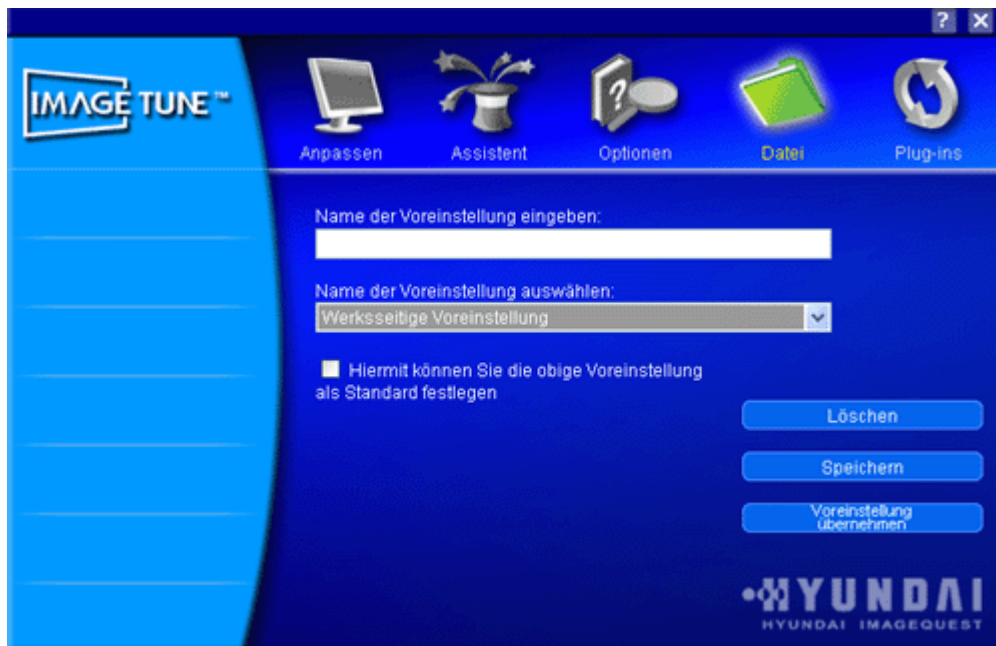 ? X
IMAGE TUNE™
Anpassen
Assistent
Optionen
Datei
Plug-ins
Name der Voreinstellung eingeben:
Name der Voreinstellung auswählen:
Werksseitige Voreinstellung
Hiermit können Sie die obige Voreinstellung
als Standard festlegen
Löschen
Speichern
Voreinstellung
übernehmen
HYUNDAI
HYUNDAI IMAGEQUEST